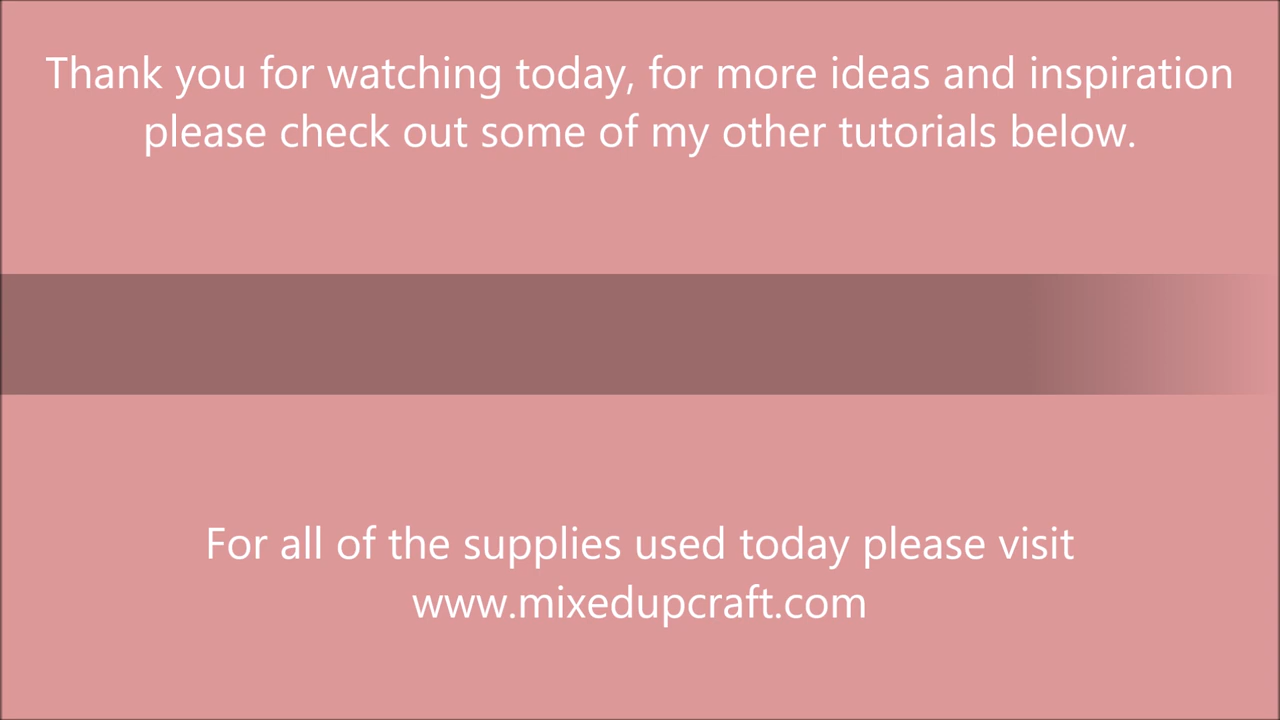 Thank you for watching today, for more ideas and inspiration
please check out some of my other tutorials below.
For all of the supplies used today please visit
www.mixedupcraft.com